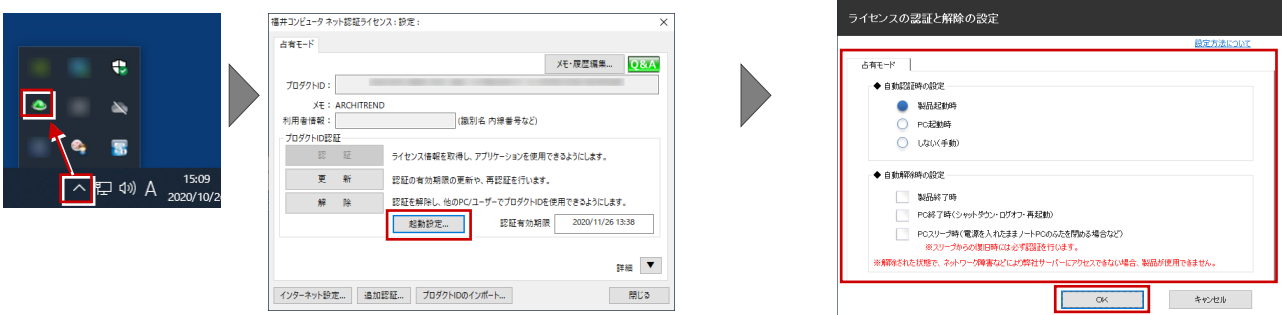 A
15:09
2020/10/2
福井コンピュータ ネット認証ライセンス : 設定 :
占有モード
メモ・履歴編集... Q&A
プロダクトID :
メモ : ARCHITREND
利用者情報 : (識別名 内線番号など)
プロダクトID認証
認 証 ライセンス情報を取得し、アプリケーションを使用できるようにします。
更 新 認証の有効期限の更新や、再認証を行います。
解 除 認証を解除し、他のPC/ユーザーでプロダクトIDを使用できるようにします。
起動設定... 認証有効期限 2020/11/26 13:38
詳細 ▼
インターネット設定... 追加認証... プロダクトIDのインポート... 閉じる
ライセンスの認証と解除の設定
設定方法について
占有モード
◆ 自動認証時の設定
製品起動時
PC起動時
しない(手動)
◆ 自動解除時の設定
製品終了時
PC終了時(シャットダウン・ログオフ・再起動)
PCスリープ時(電源を入れたままノートPCのふたを閉める場合など)
※スリープからの復旧時には必ず認証を行います。
※解除された状態で、ネットワーク障害などにより弊社サーバーにアクセスできない場合、製品が使用できません。
OK キャンセル